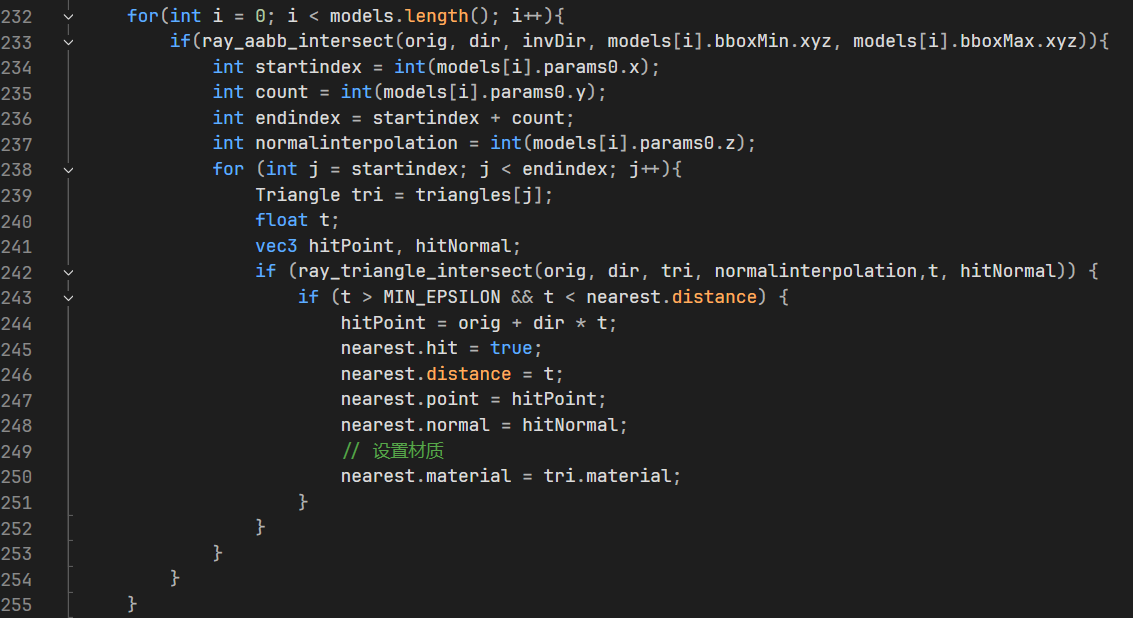 232 for(int i = 0; i < models.length(); i++){
233 if(ray_aabb_intersect(orig, dir, invDir, models[i].bboxMin.xyz, models[i].bboxMax.xyz)){
234 int startindex = int(models[i].params0.x);
235 int count = int(models[i].params0.y);
236 int endindex = startindex + count;
237 int normalinterpolation = int(models[i].params0.z);
238 for (int j = startindex; j < endindex; j++){
239 Triangle tri = triangles[j];
240 float t;
241 vec3 hitPoint, hitNormal;
242 if (ray_triangle_intersect(orig, dir, tri, normalinterpolation,t, hitNormal)) {
243 if (t > MIN_EPSILON && t < nearest.distance) {
244 hitPoint = orig + dir * t;
245 nearest.hit = true;
246 nearest.distance = t;
247 nearest.point = hitPoint;
248 nearest.normal = hitNormal;
249 // 设置材质
250 nearest.material = tri.material;
251 }
252 }
253 }
254 }
255 }